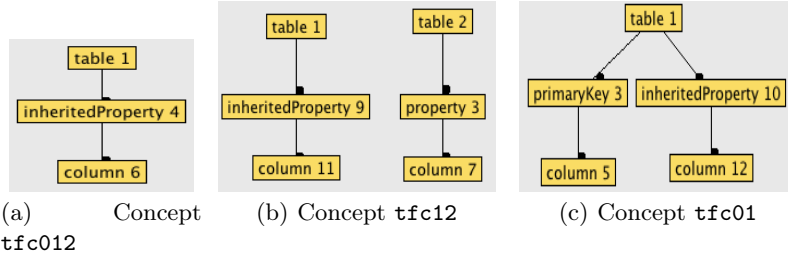 table 1
inheritedProperty 4
column 6
(a) Concept
tfc012
table 1
table 2
inheritedProperty 9
property 3
column 11
column 7
(b) Concept tfc12
table 1
primaryKey 3
inheritedProperty 10
column 5
column 12
(c) Concept tfc01